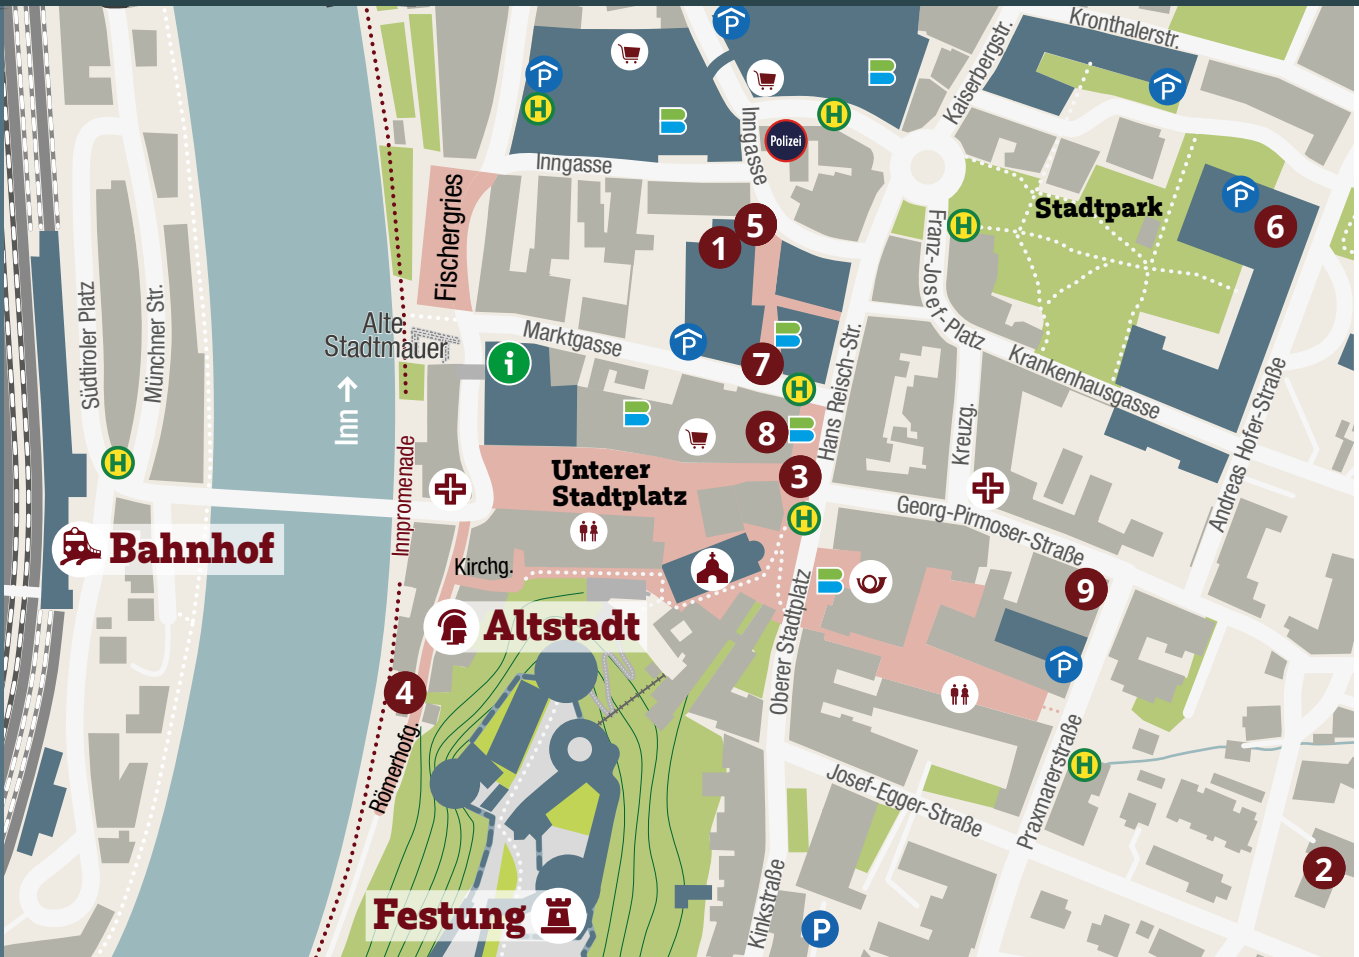 Kronthalerstr.
P
Kaiserbergstr.
P
P
H
H
Inngasse
Polizei
Inngasse
Fischergries
Stadtpark
P
6
5
1
H
Franz-Josef-Platz
Südtiroler Platz
Münchner Str.
Alte
Stadtmauer
i
Marktgasse
P
7
H
Hans Reisch-Str.
Krankenhausgasse
Andreas Hofer-Straße
Inn →
Kreuzg.
8
3
H
Innpromenade
Unterer
Stadtplatz
H
Georg-Pirmoser-Straße
Bahnhof
Kirchg.
9
Altstadt
Oberer Stadtplatz
P
4
Römerhofg.
H
Praxmarerstraße
Josef-Egger-Straße
2
Kinkstraße
Festung
P